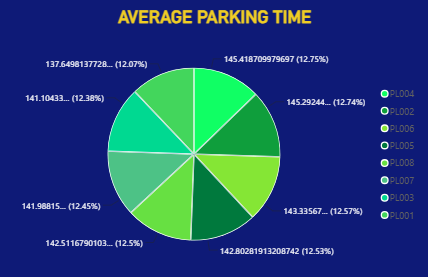 AVERAGE PARKING TIME
145.418709979697 (12.75%)
145.29244... (12.74%)
143.33567... (12.57%)
142.80281913208742 (12.53%)
142.5116790103... (12.5%)
141.98815... (12.45%)
141.10433... (12.38%)
137.6498137728... (12.07%)
PL004
PL002
PL006
PL005
PL008
PL007
PL003
PL001